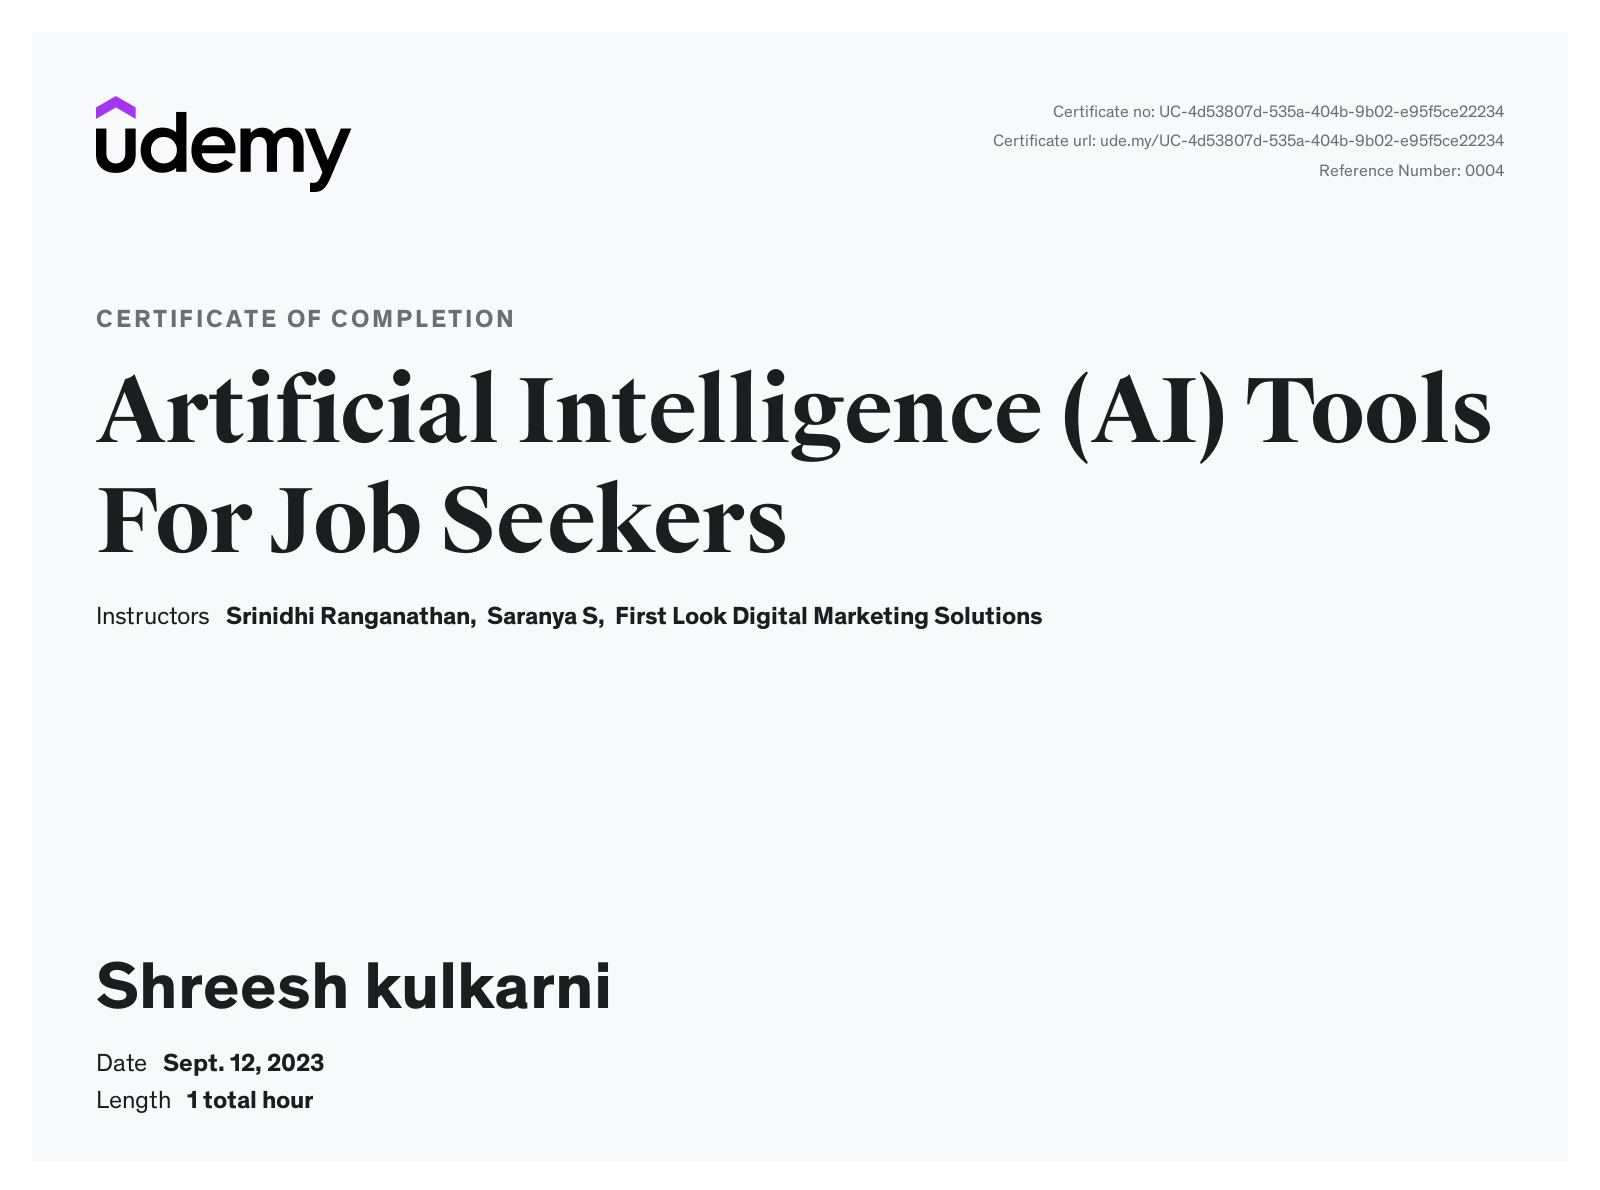 udemy
Certificate no: UC-4d53807d-535a-404b-9b02-e95f5ce22234
Certificate url: ude.my/UC-4d53807d-535a-404b-9b02-e95f5ce22234
Reference Number: 0004
CERTIFICATE OF COMPLETION
Artificial Intelligence (AI) Tools
For Job Seekers
Instructors Srinidhi Ranganathan, Saranya S, First Look Digital Marketing Solutions
Shreesh kulkarni
Date Sept. 12, 2023
Length 1 total hour